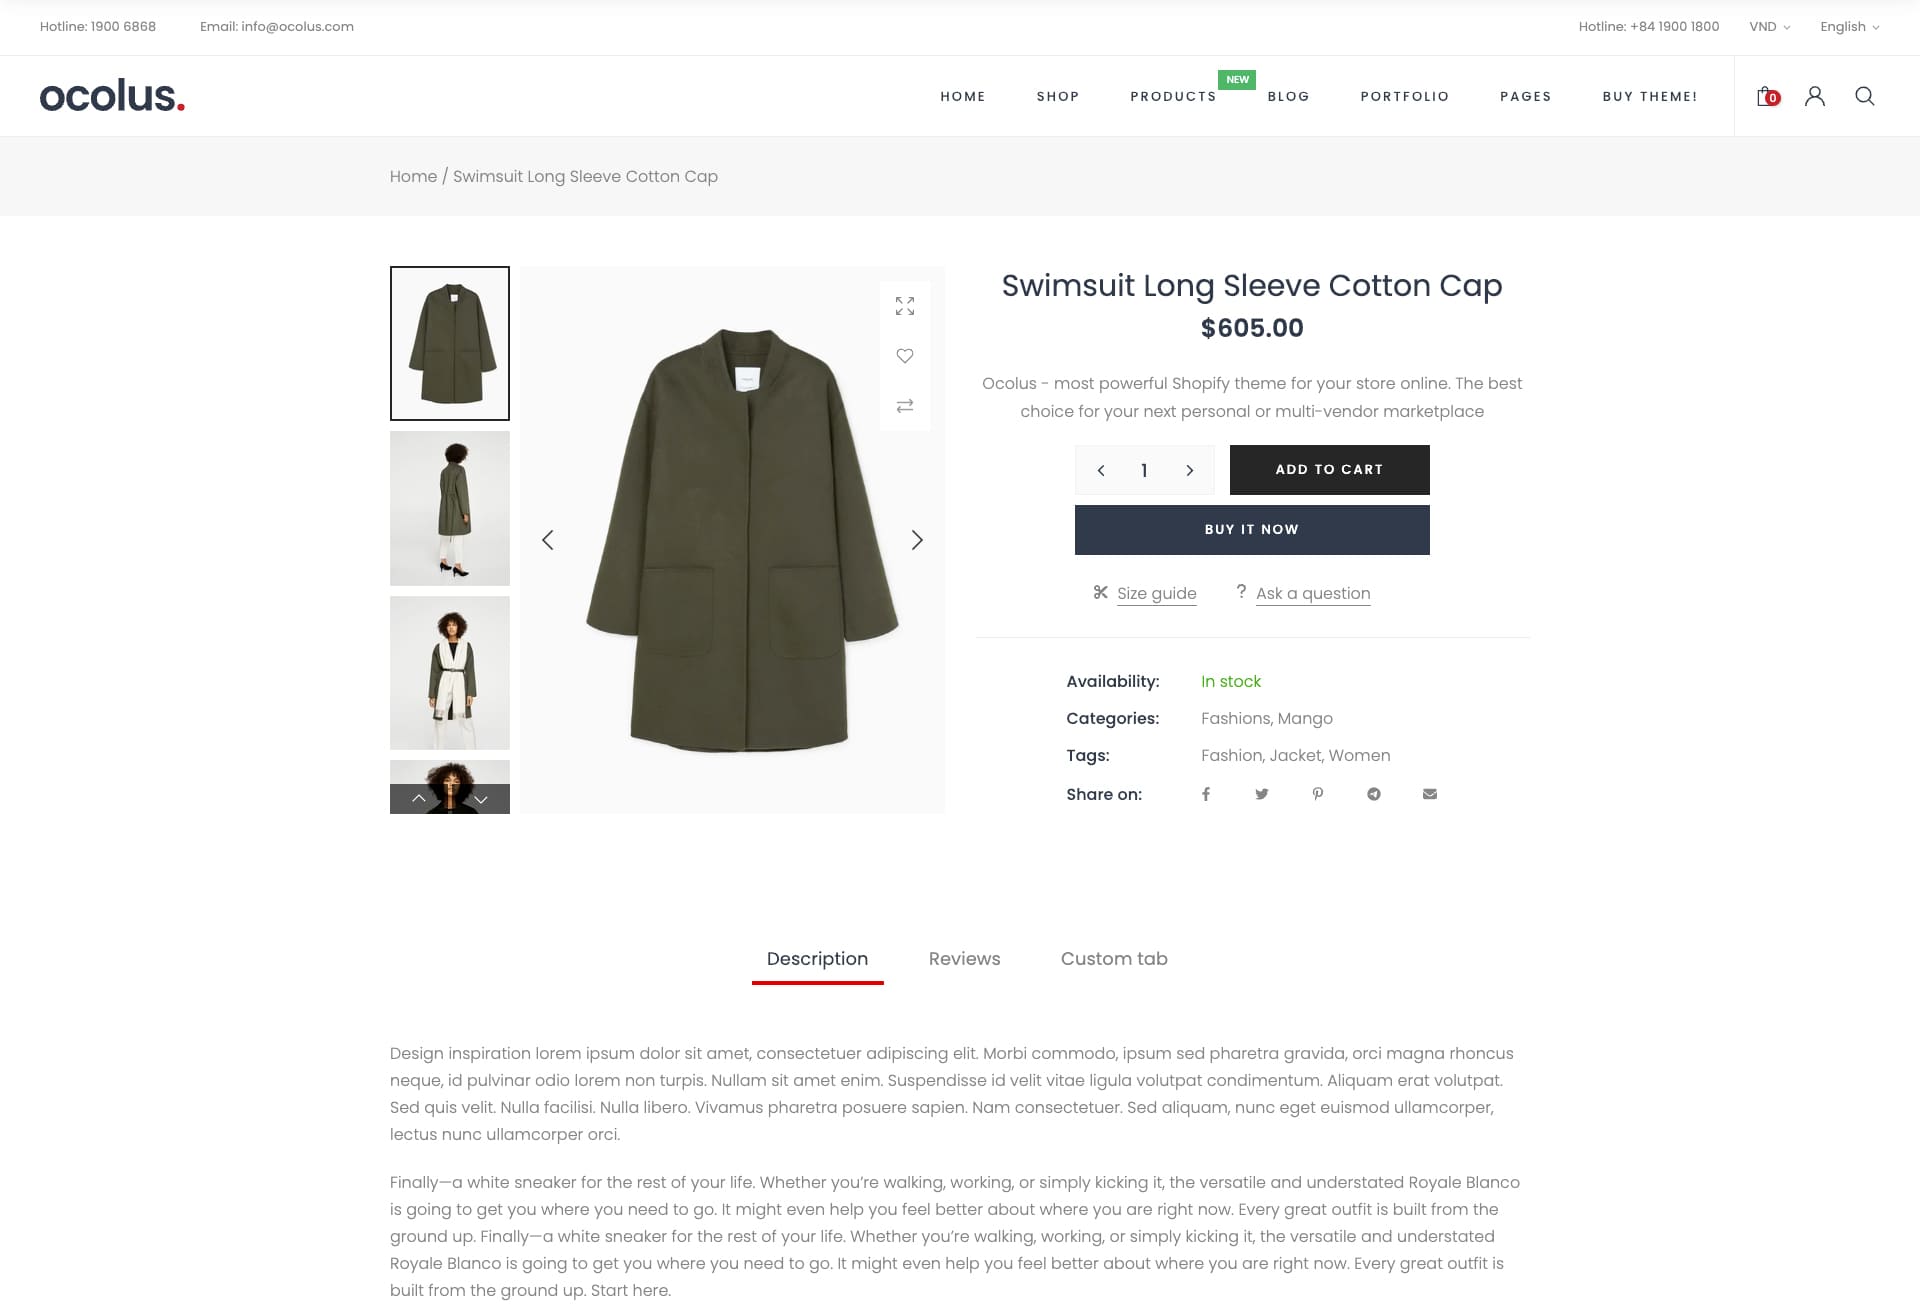 Hotline: 1900 6868
Email: info@ocolus.com
Hotline: +84 1900 1800
VND
English
ocolus.
HOME
SHOP
PRODUCTS
NEW
BLOG
PORTFOLIO
PAGES
BUY THEME!
0
Home / Swimsuit Long Sleeve Cotton Cap
Swimsuit Long Sleeve Cotton Cap
$605.00
Ocolus - most powerful Shopify theme for your store online. The best
choice for your next personal or multi-vendor marketplace
1
ADD TO CART
BUY IT NOW
Size guide
? Ask a question
Availability: In stock
Categories: Fashions, Mango
Tags: Fashion, Jacket, Women
Share on:
Description
Reviews
Custom tab
Design inspiration lorem ipsum dolor sit amet, consectetuer adipiscing elit. Morbi commodo, ipsum sed pharetra gravida, orci magna rhoncus
neque, id pulvinar odio lorem non turpis. Nullam sit amet enim. Suspendisse id velit vitae ligula volutpat condimentum. Aliquam erat volutpat.
Sed quis velit. Nulla facilisi. Nulla libero. Vivamus pharetra posuere sapien. Nam consectetuer. Sed aliquam, nunc eget euismod ullamcorper,
lectus nunc ullamcorper orci.
Finally—a white sneaker for the rest of your life. Whether you’re walking, working, or simply kicking it, the versatile and understated Royale Blanco
is going to get you where you need to go. It might even help you feel better about where you are right now. Every great outfit is built from the
ground up. Finally—a white sneaker for the rest of your life. Whether you’re walking, working, or simply kicking it, the versatile and understated
Royale Blanco is going to get you where you need to go. It might even help you feel better about where you are right now. Every great outfit is
built from the ground up. Start here.